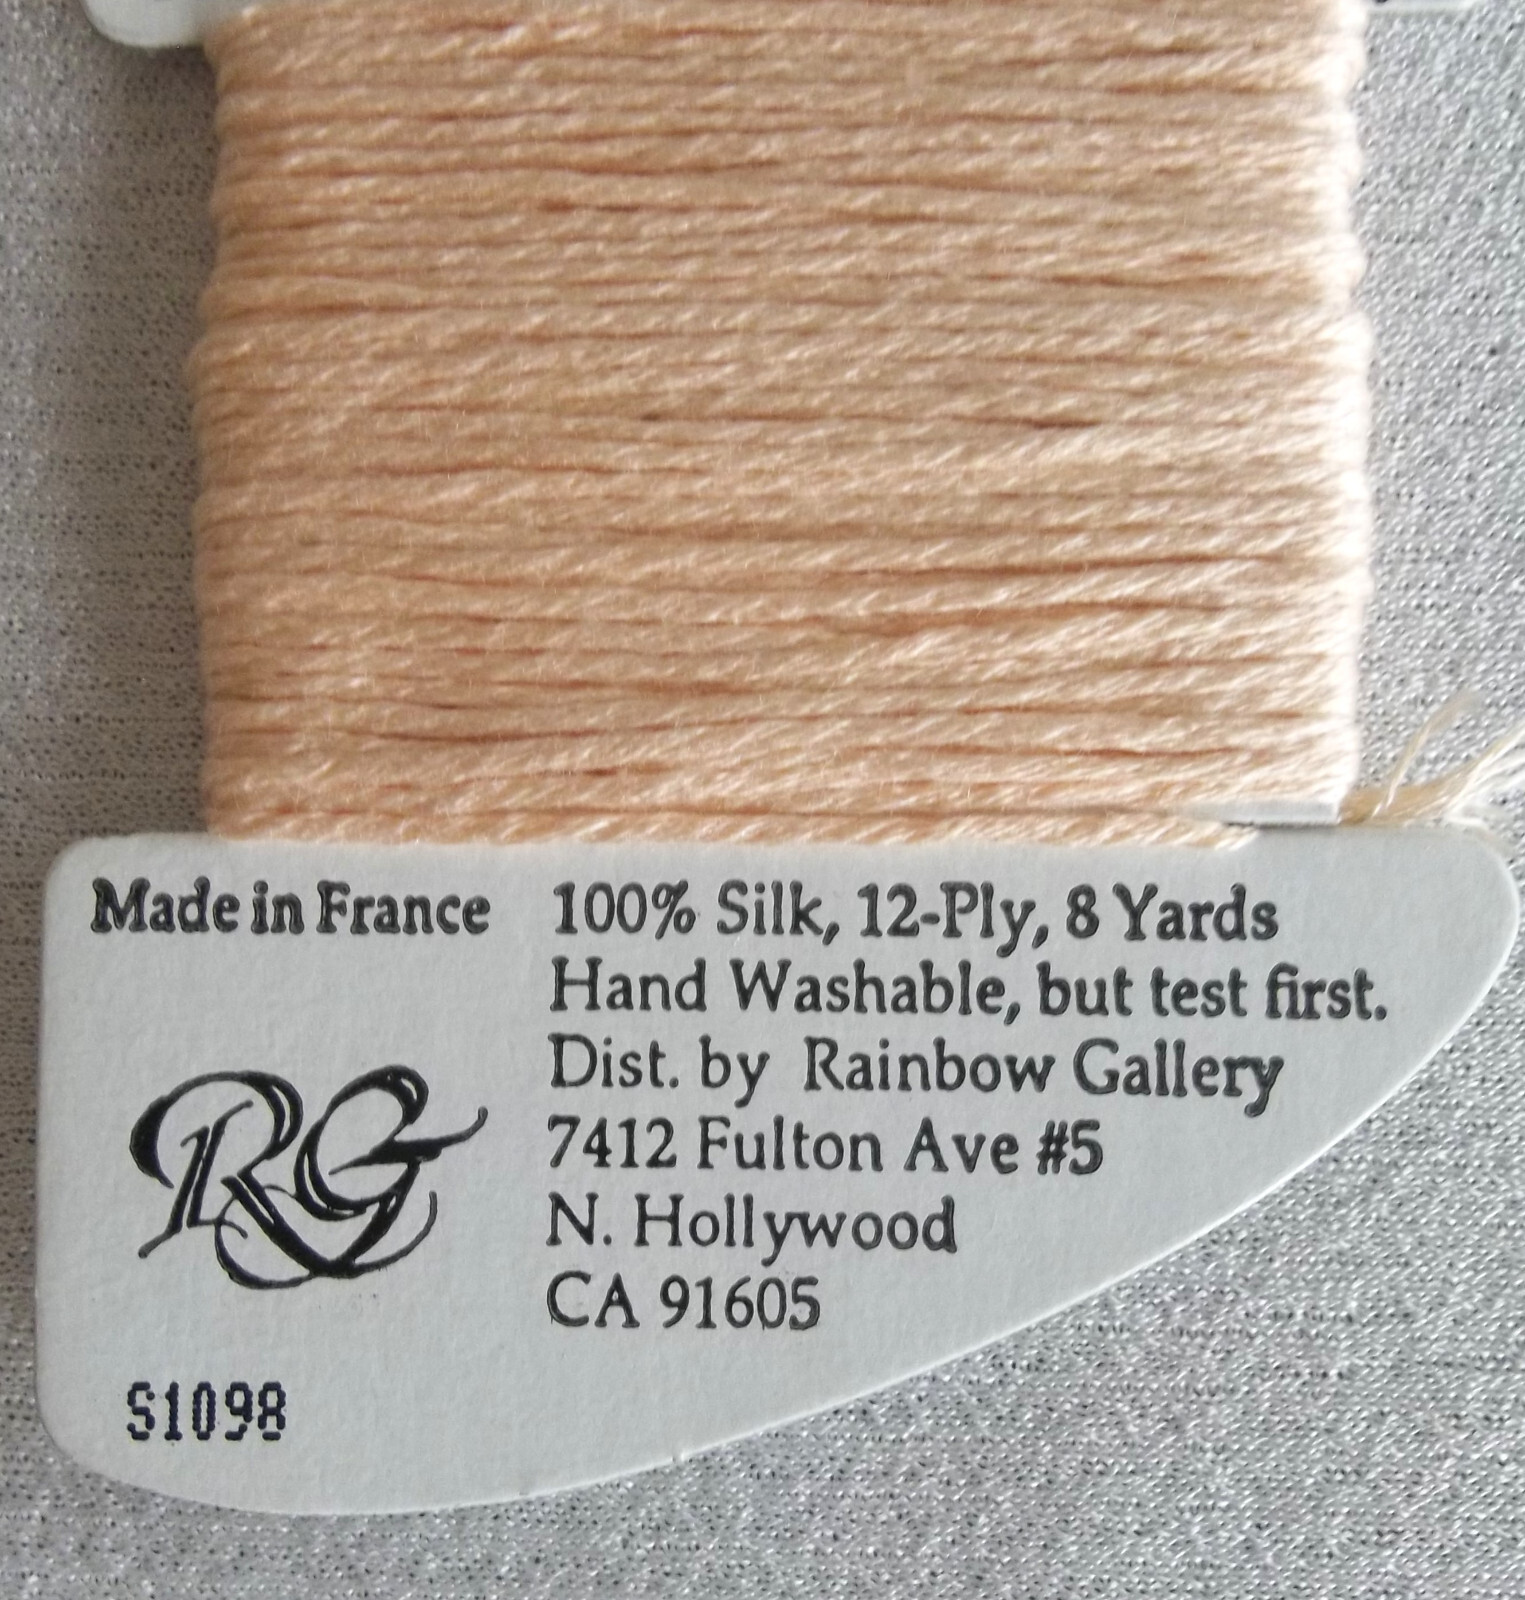 Made in France
100% Silk, 12-Ply, 8 Yards
Hand Washable, but test first.
Dist. by Rainbow Gallery
7412 Fulton Ave #5
N. Hollywood
CA 91605
RG
S1098